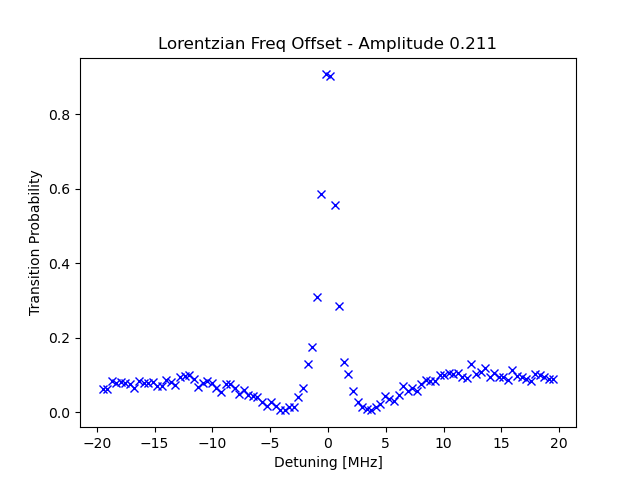 Lorentzian Freq Offset - Amplitude 0.211
Transition Probability
0.8
0.6
0.4
0.2
0.0
−20 −15 −10 −5 0 5 10 15 20
Detuning [MHz]